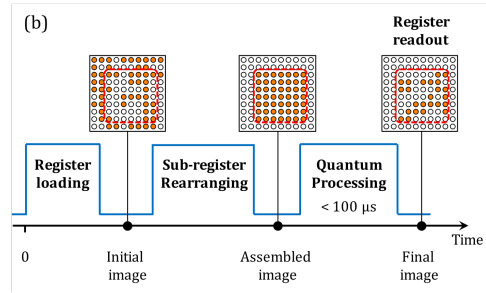 (b)
Register
readout
Register
loading
Sub-register
Rearranging
Quantum
Processing
< 100 μs
Time
0
Initial
image
Assembled
image
Final
image